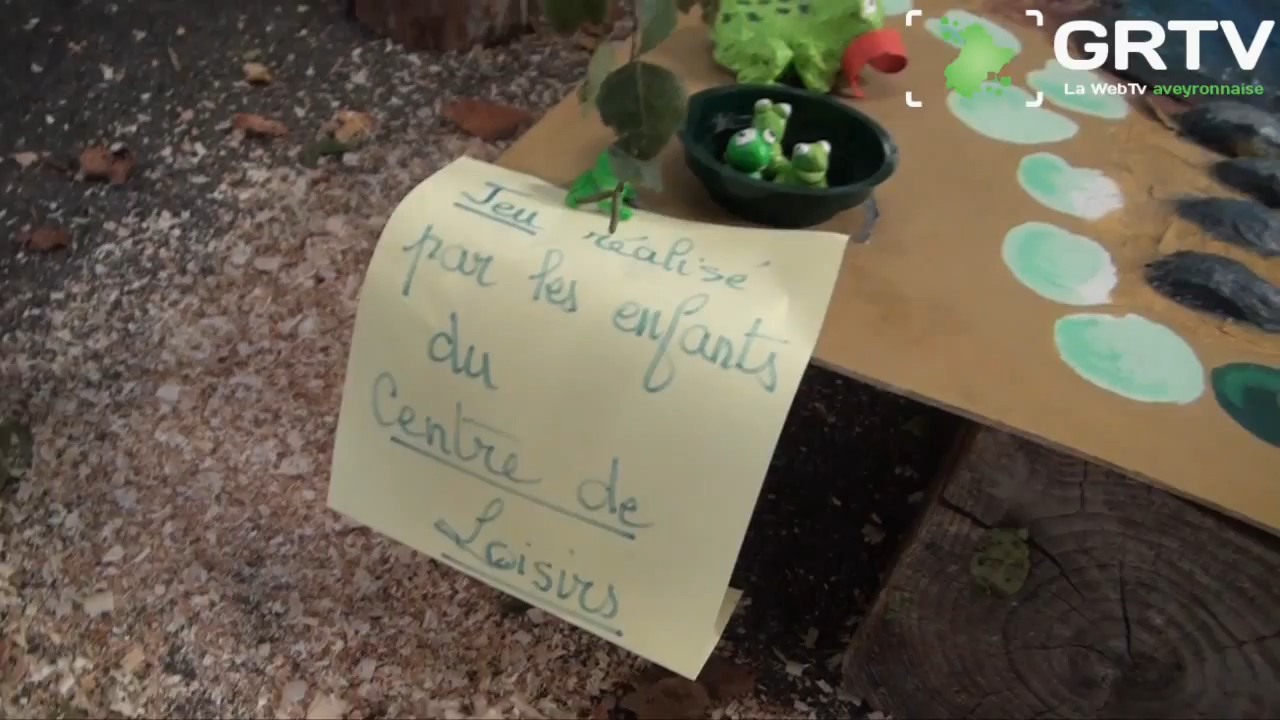 GRTV
La WebTv aveyronnaise
Jeu réalisé
par les enfants
du
Centre de
Loisirs.